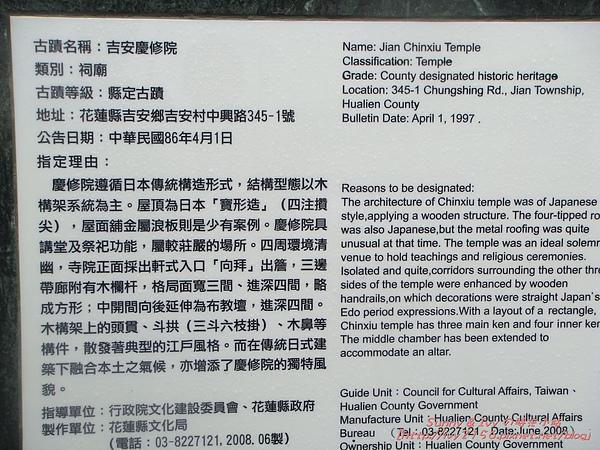 古蹟名稱：吉安慶修院
類別：祠廟
古蹟等級：縣定古蹟
地址：花蓮縣吉安鄉吉安村中興路345-1號
公告日期：中華民國86年4月1日
指定理由：
慶修院遵循日本傳統構造形式，結構型態以木
構架系統為主。屋頂為日本「寶形造」（四注攢
尖），屋面舖金屬浪板則是少有案例。慶修院具
講堂及祭祀功能，屬較莊嚴的場所。四周環境清
幽，寺院正面採出軒式入口「向拜」出簷，三邊
帶廊附有木欄杆，格局面寬三間、進深四間，略
成方形；中開間向後延伸為布教壇，進深四間。
木構架上的頭貫、斗拱（三斗六枝掛）、木鼻等
構件，散發著典型的江戶風格。而在傳統日式建
築下融合本土之氣候，亦增添了慶修院的獨特風
貌。
指導單位：行政院文化建設委員會、花蓮縣政府
製作單位：花蓮縣文化局
（電話：03-8227121, 2008. 06製）
Name: Jian Chinxiu Temple
Classification: Temple
Grade: County designated historic heritage
Location: 345-1 Chungshing Rd., Jian Township,
Hualien County
Bulletin Date: April 1, 1997 .
Reasons to be designated:
The architecture of Chinxiu temple was of Japanese
style,applying a wooden structure. The four-tipped ro
was also Japanese,but the metal roofing was quite
unusual at that time. The temple was an ideal solemn
venue to hold teachings and religious ceremonies.
Isolated and quite,corridors surrounding the other thre
sides of the temple were enhanced by wooden
handrails,on which decorations were straight Japan's
Edo period expressions.With a layout of a rectangle,
Chinxiu temple has three main ken and four inner ken
The middle chamber has been extended to
accommodate an altar.
Guide Unit：Council for Cultural Affairs, Taiwan、
Hualien County Government
Manufacture Unit：Hualien County Cultural Affairs
Bureau （Tel：03-8227121, Date:June,2008）
Ownership Unit：Hualien County Government